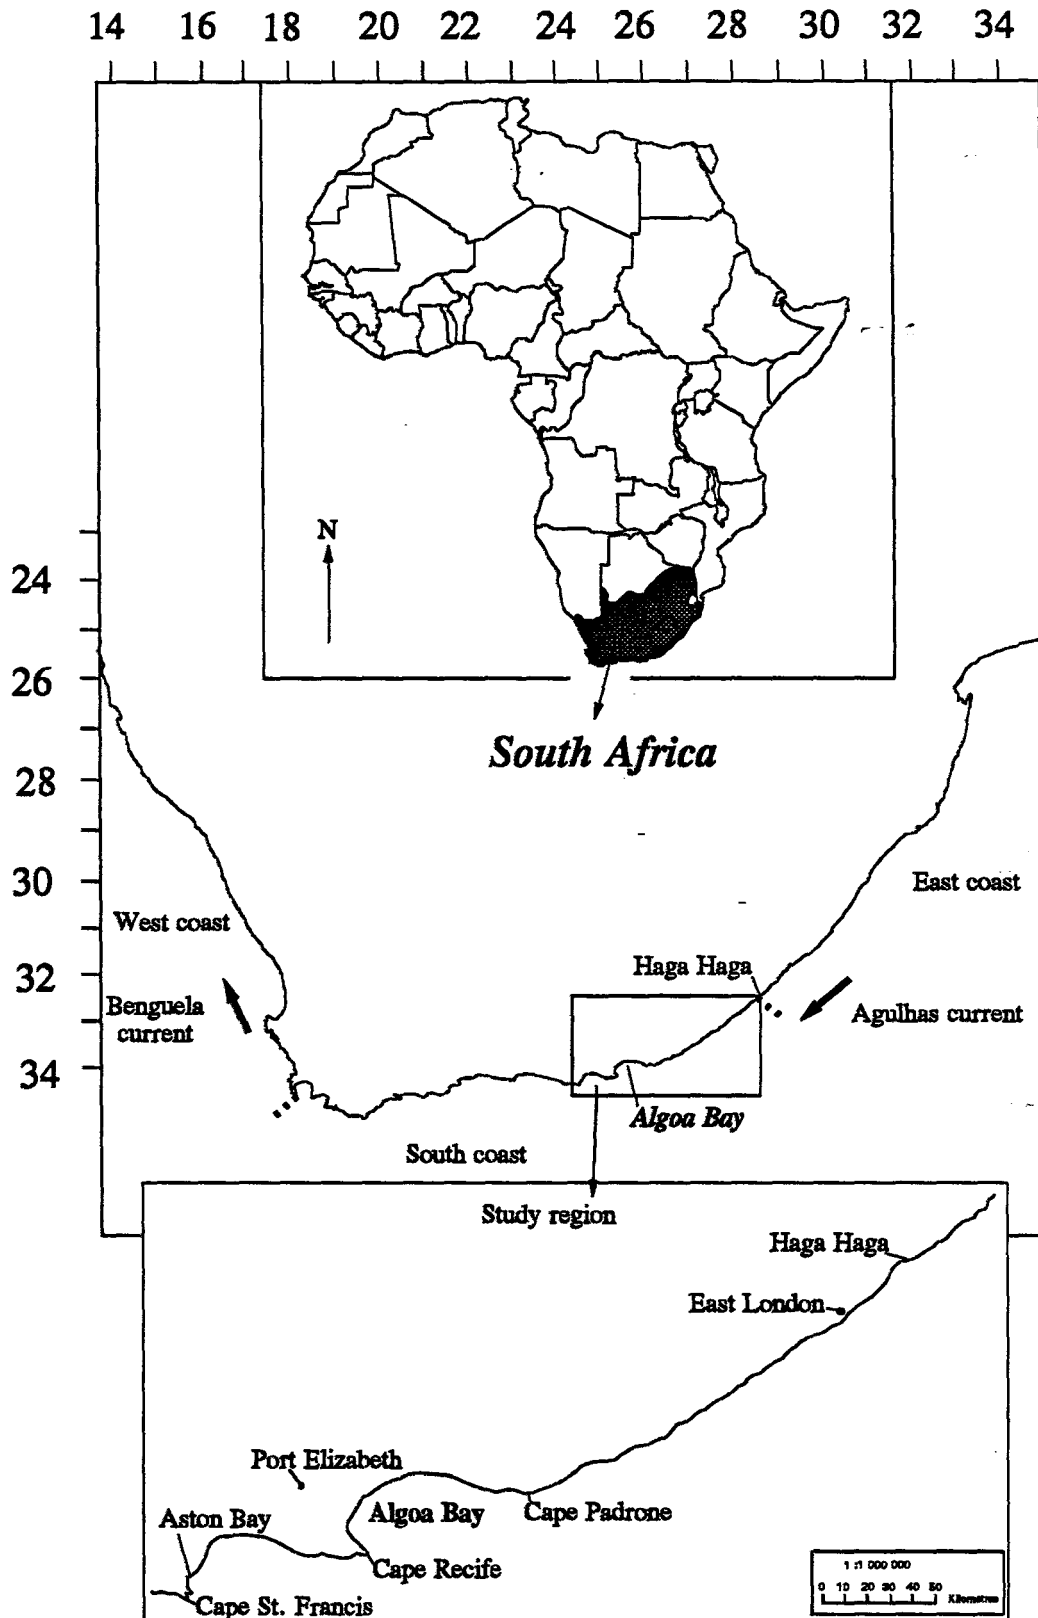 14 16 20 22 24 26 28 32 34
N
24
26
South Africa
28
30
East coast
West coast
Haga Haga
32
Benguela
current
Agulhas current
34
Algoa Bay
South coast
Study region
Haga Haga
East London
Port Elizabeth
Aston Bay
Algoa Bay
Cape Padrone
Cape Recife
Cape St. Francis
1 :1 000 000
0 10 20 30 40 50 Kilometres